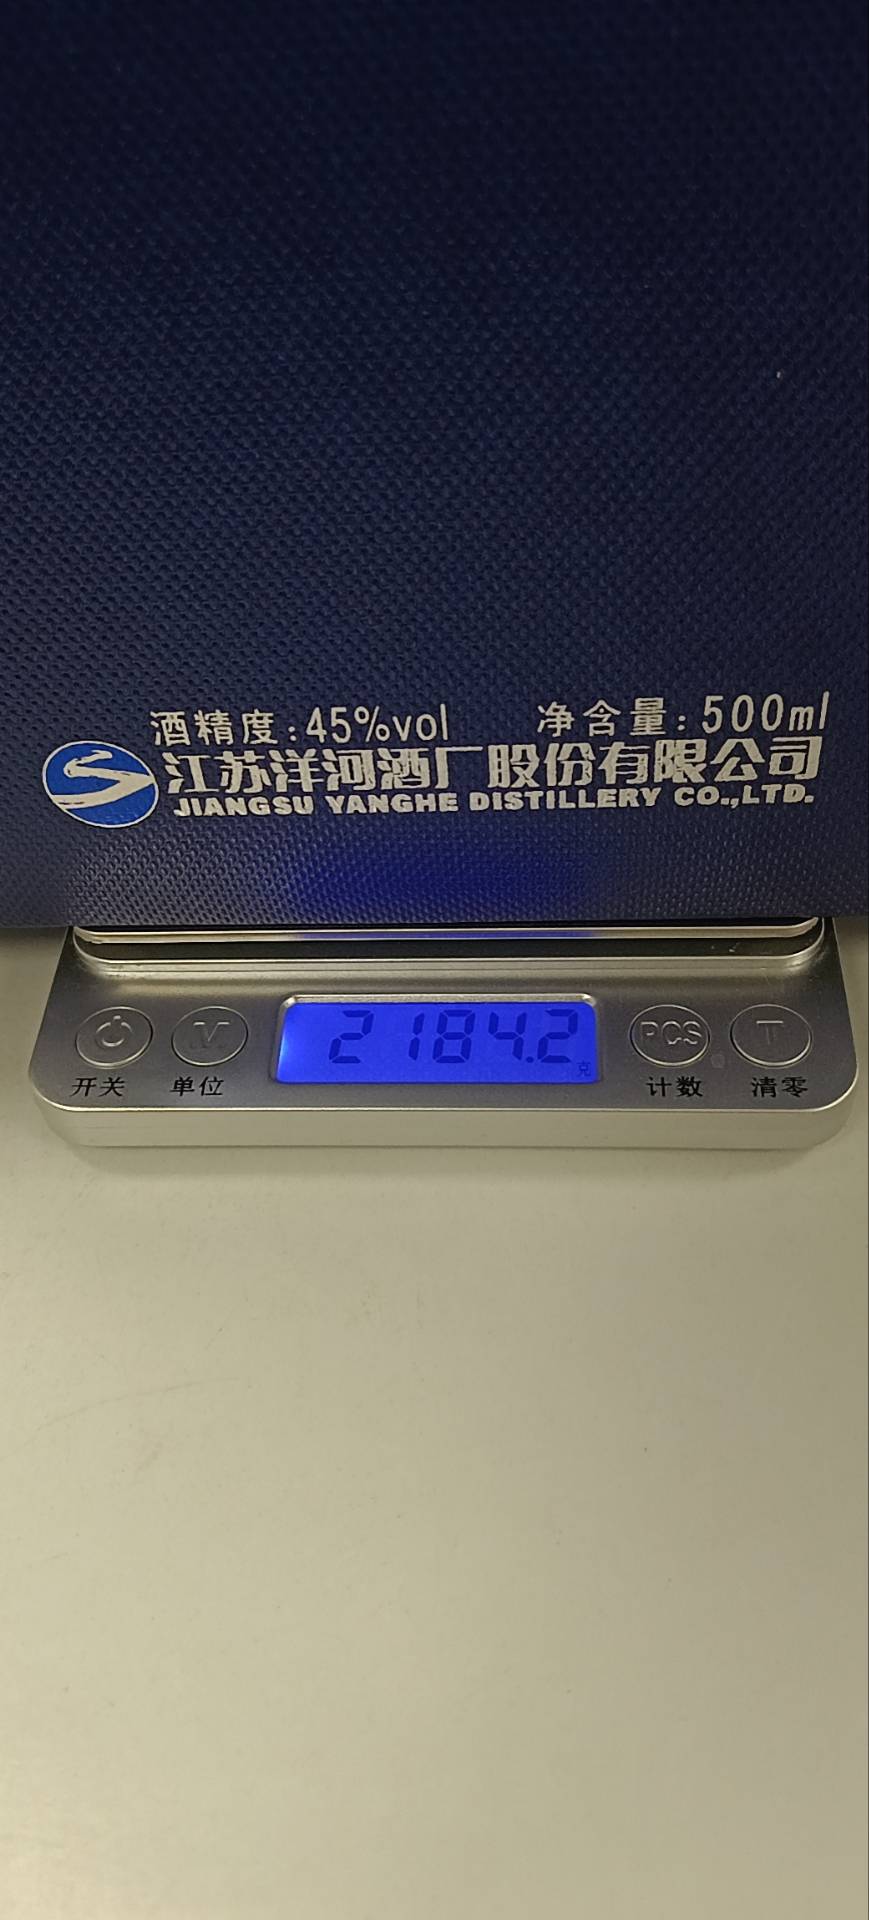 酒精度:45%vol 净含量:500ml
江苏洋河酒厂股份有限公司
JIANGSU YANGHE DISTILLERY CO.,LTD.
2184.2
克
M PCS T
开关 单位 计数 清零